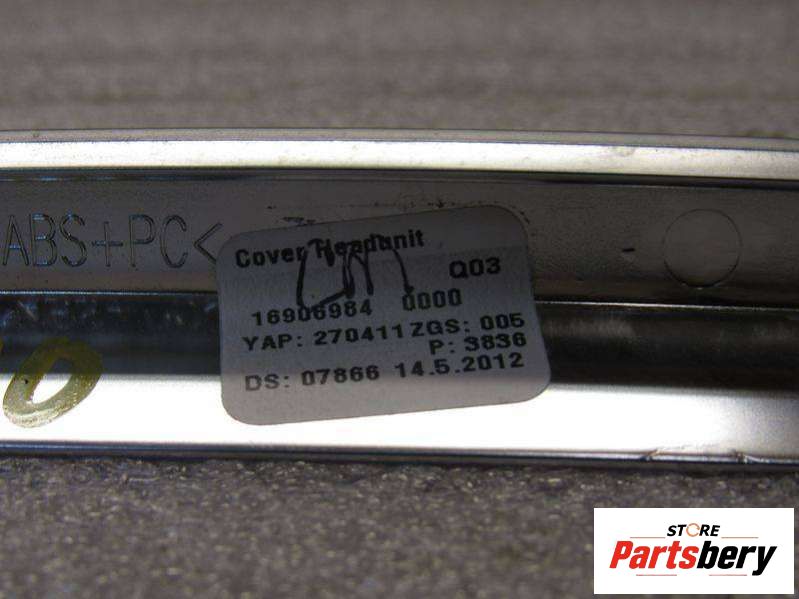 ABS+PC<
Cover Headunit
Q03
16906984 0000
YAP: 270411 ZGS: 005
P: 3836
DS: 07866 14.5.2012
0
STORE
Partsbery